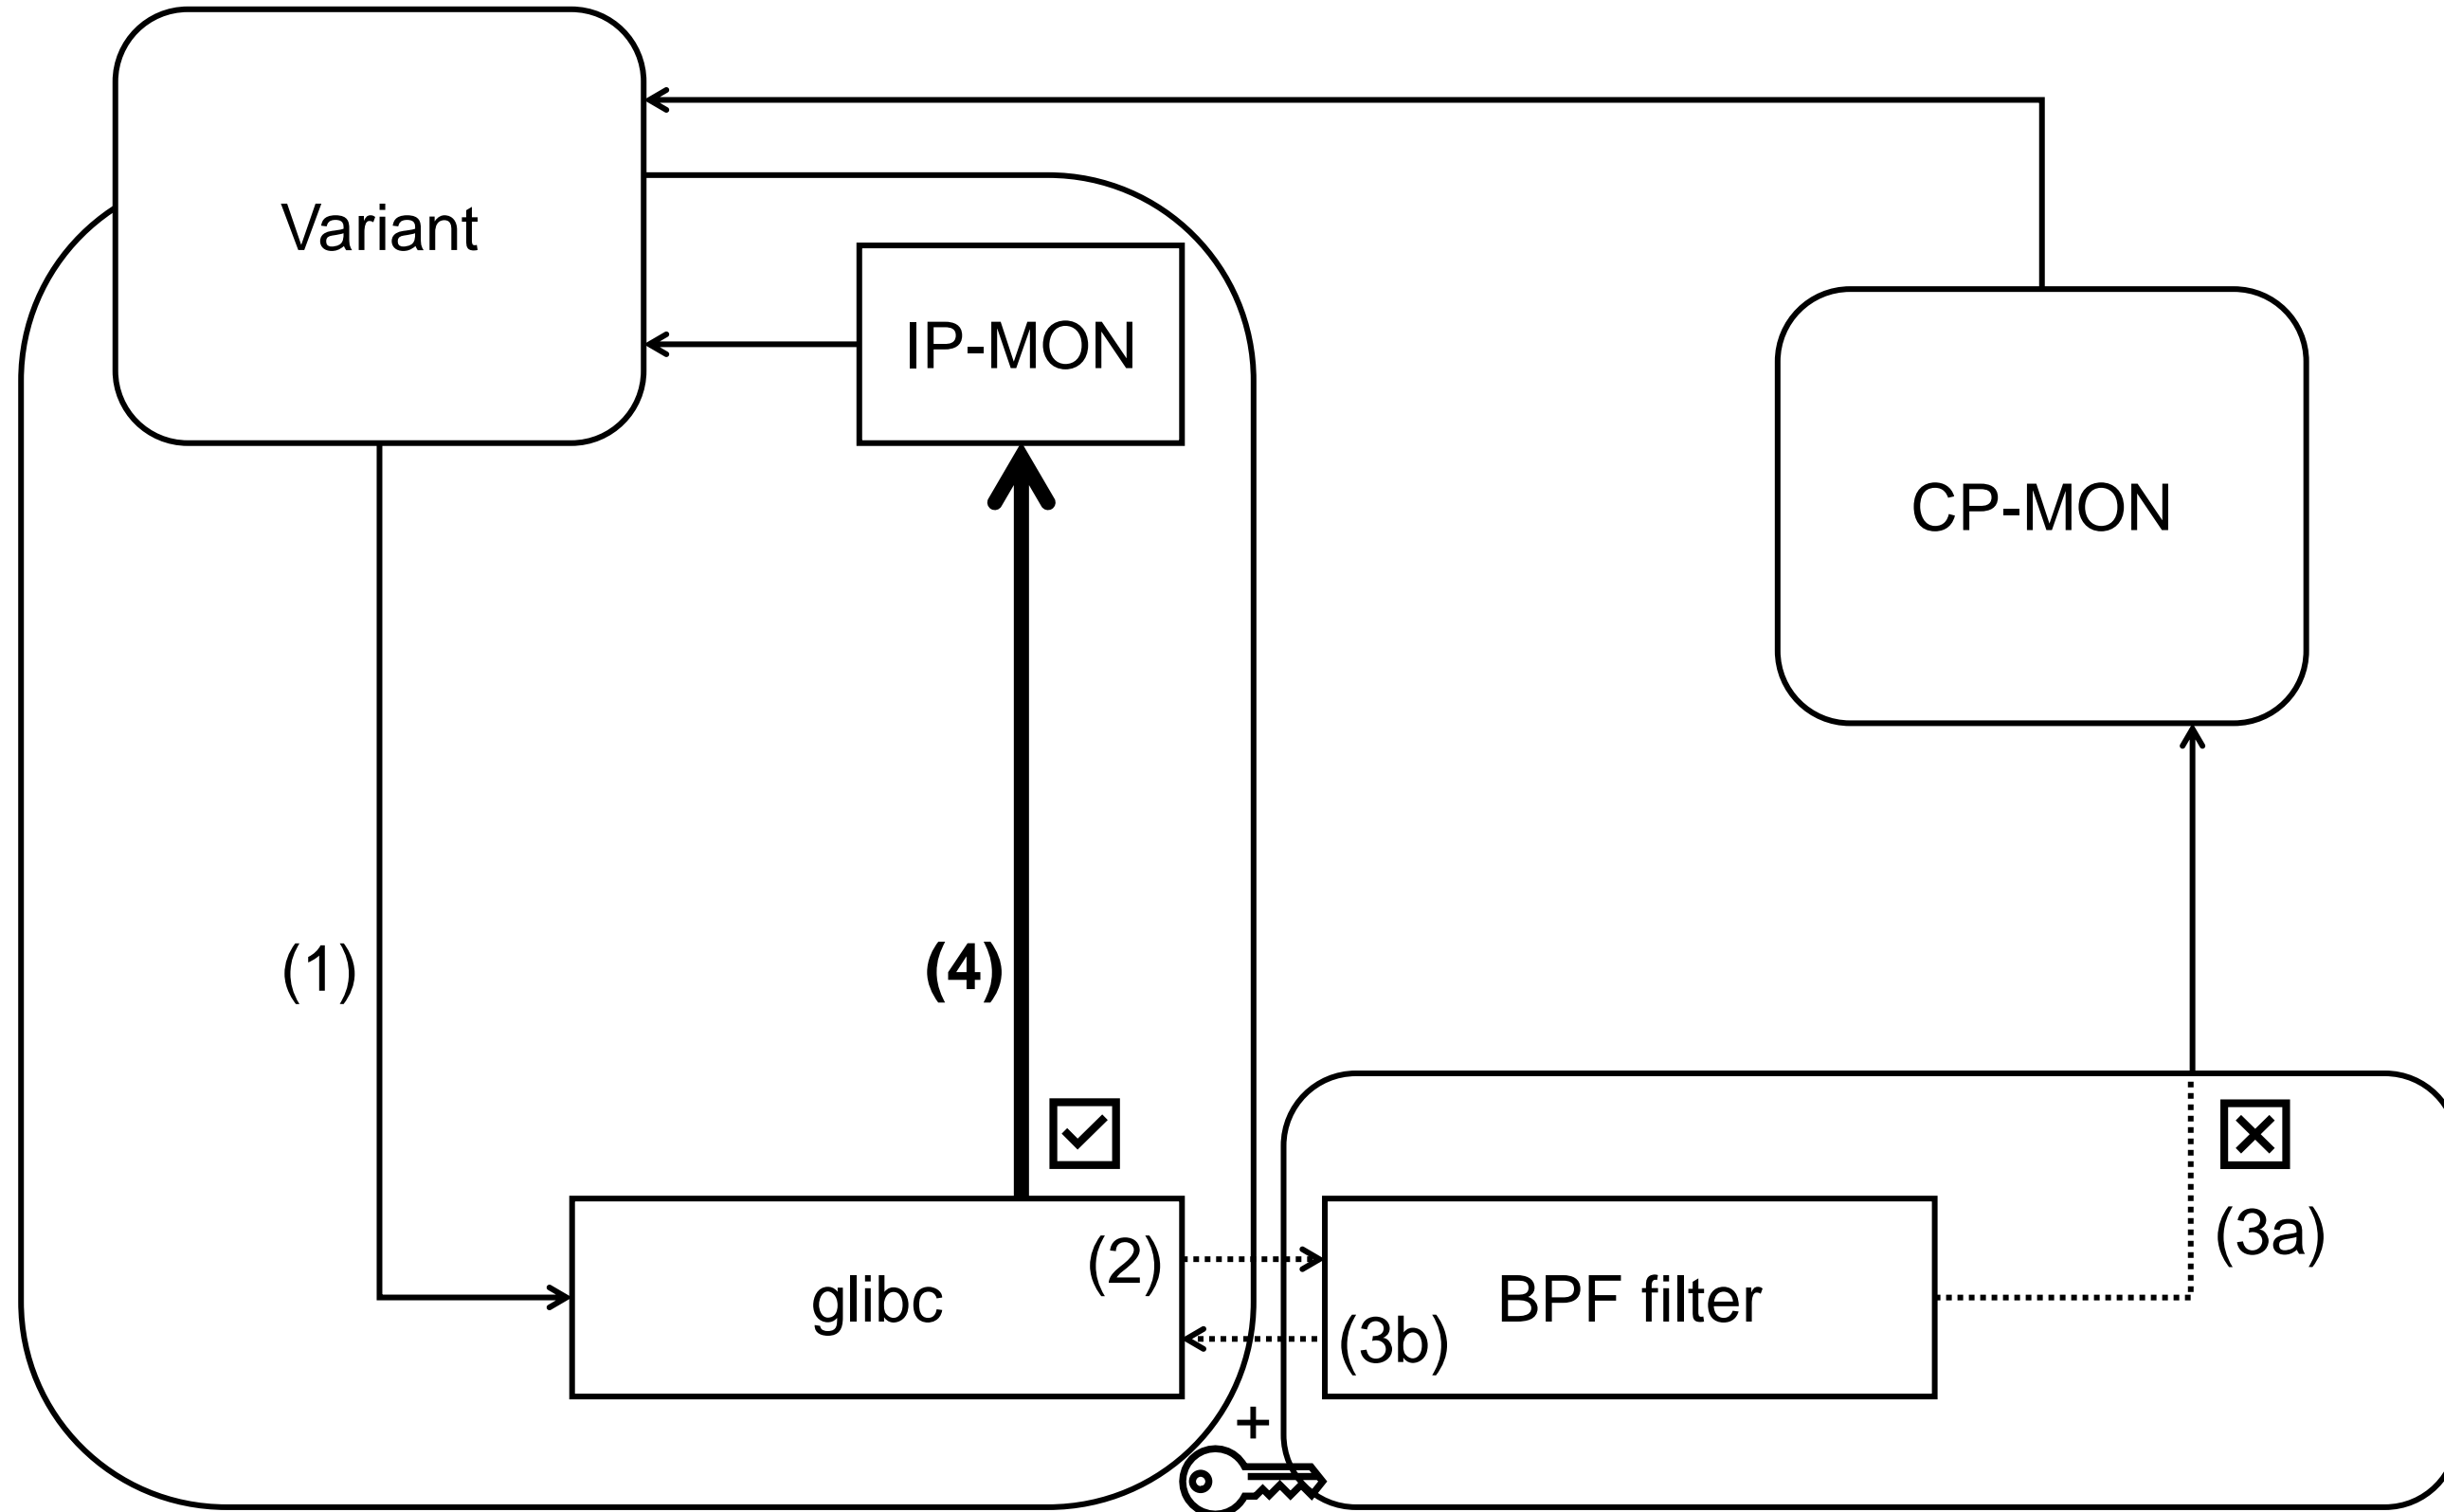 Variant
IP-MON
CP-MON
(1)
(4)
(2)
(3a)
glibc
BPF filter
(3b)
+